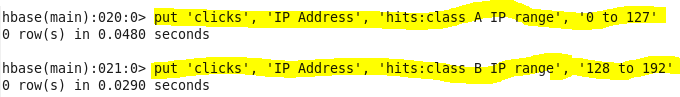 hbase(main):020:0> put 'clicks', 'IP Address', 'hits:class A IP range', '0 to 127'
0 row(s) in 0.0480 seconds
hbase(main):021:0> put 'clicks', 'IP Address', 'hits:class B IP range', '128 to 192'
0 row(s) in 0.0290 seconds